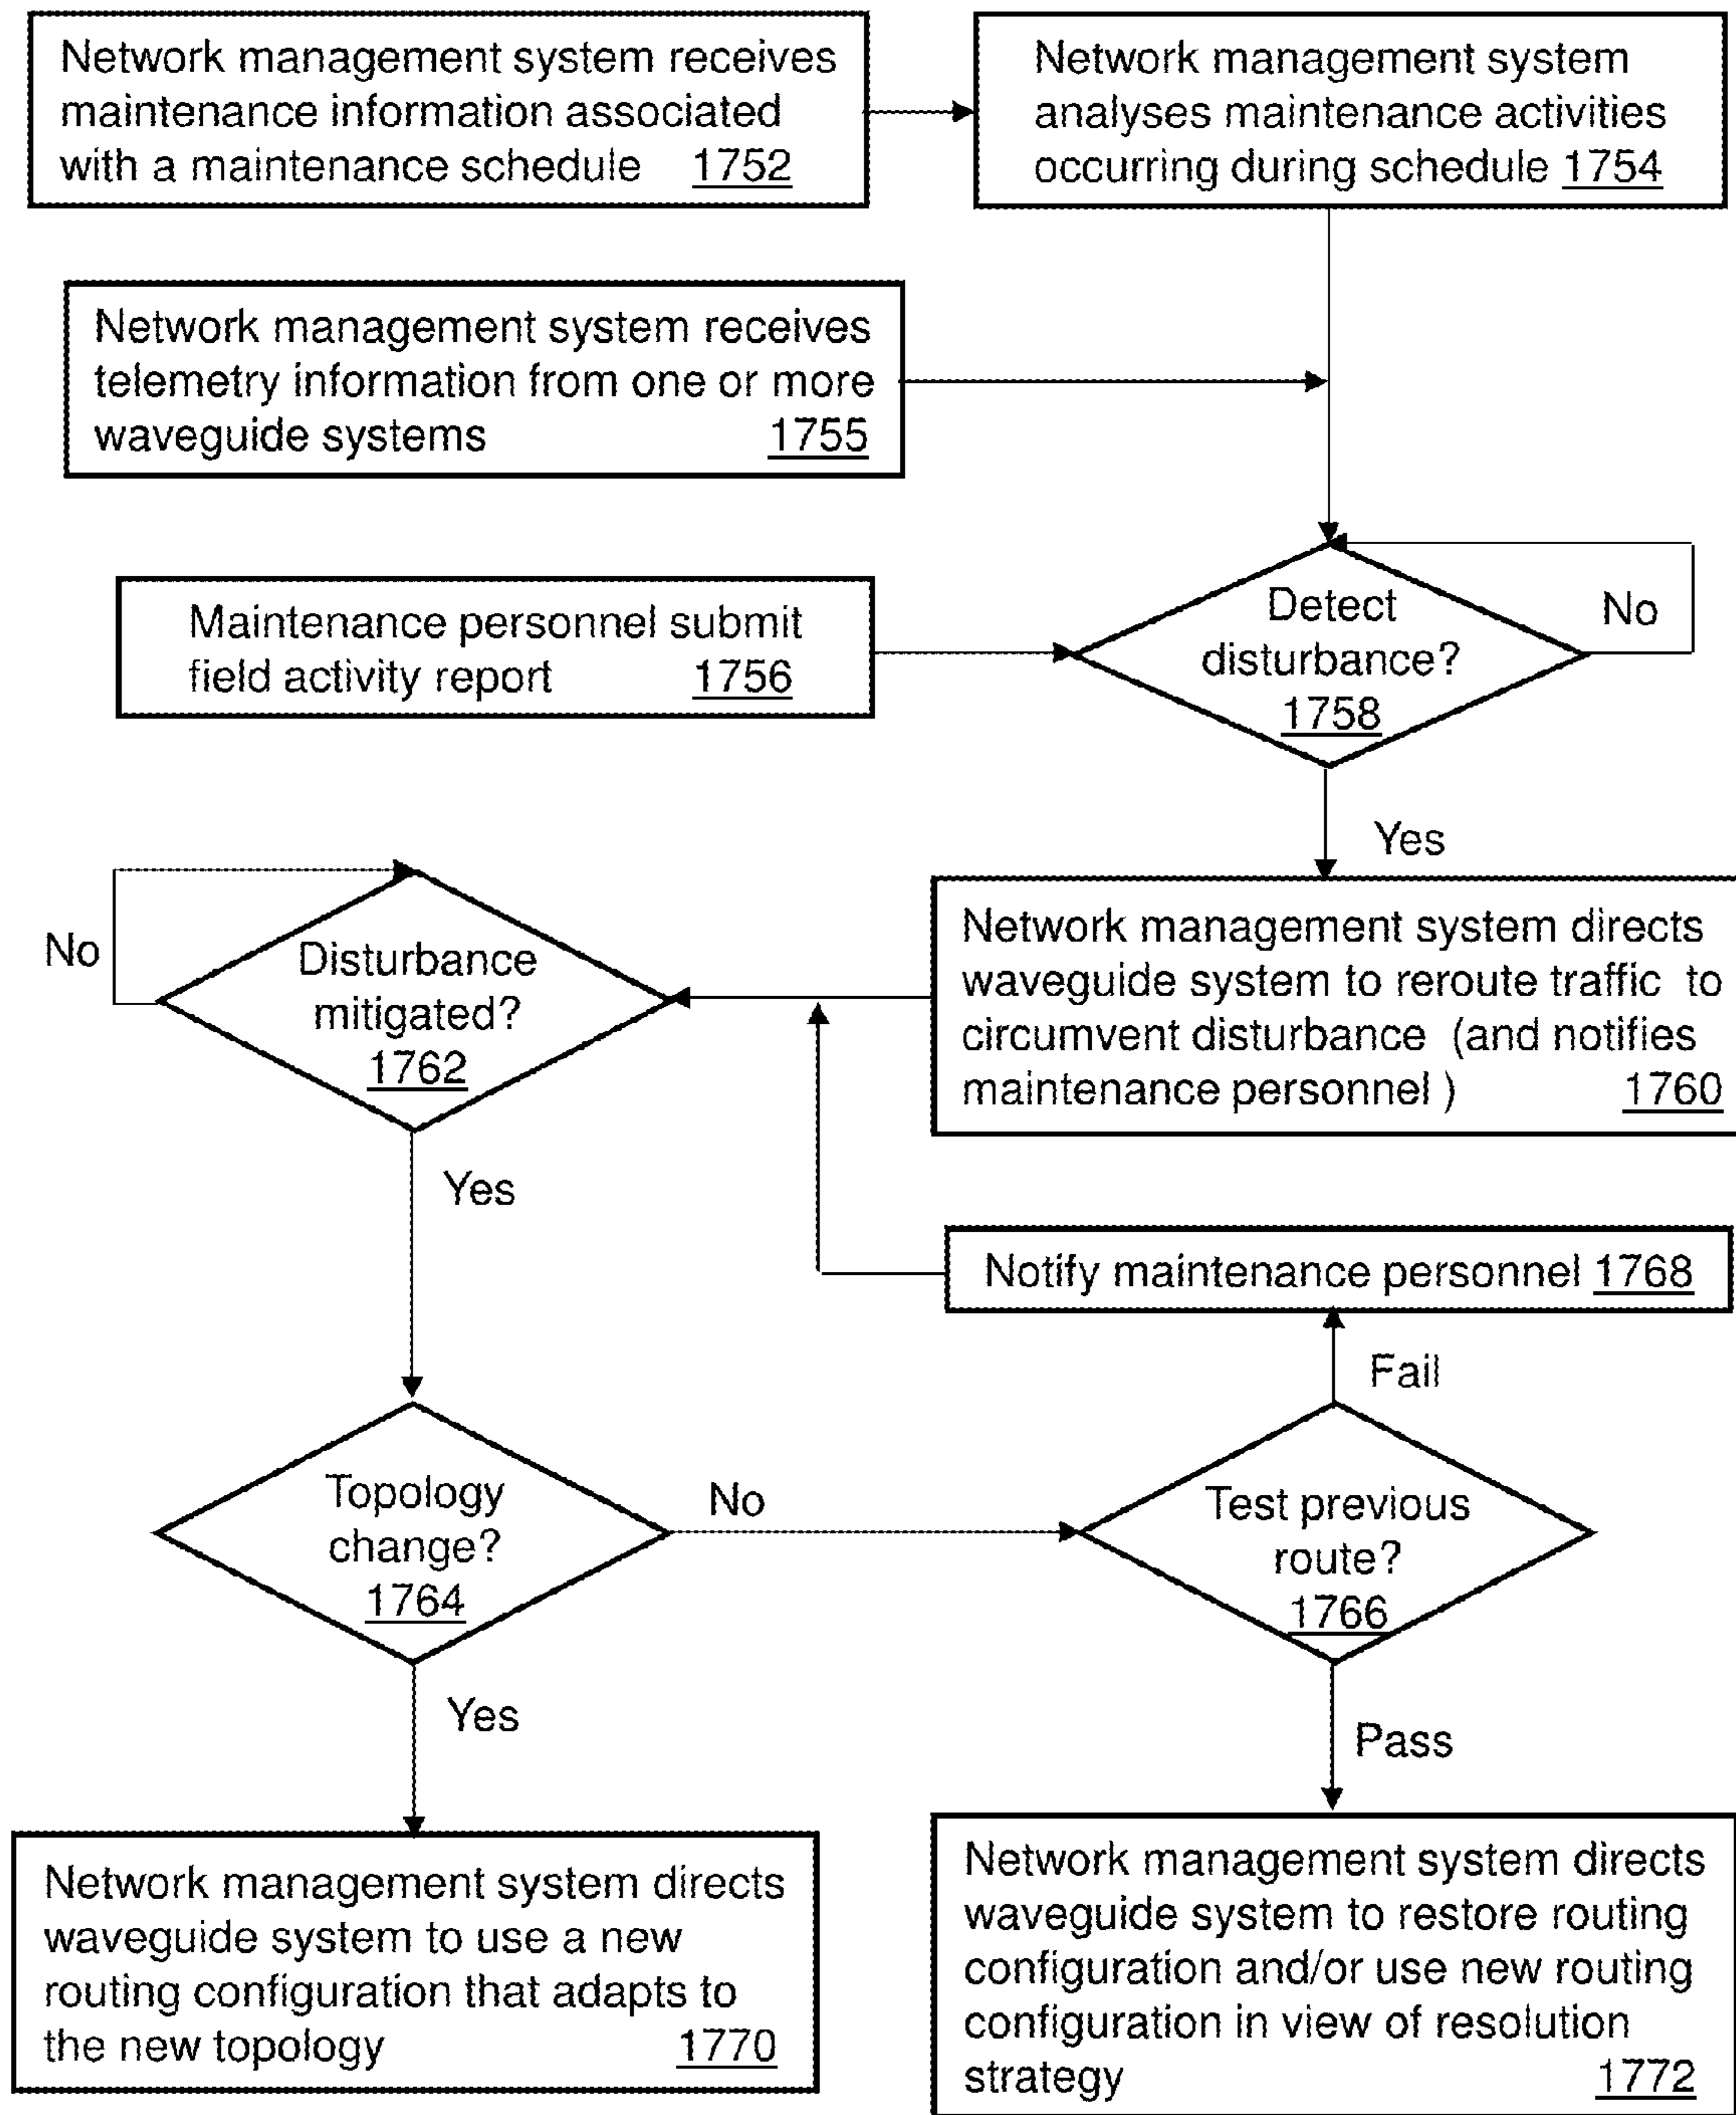 Network management system receives
maintenance information associated
with a maintenance schedule 1752
Network management system
analyses maintenance activities
occurring during schedule 1754
Network management system receives
telemetry information from one or more
waveguide systems 1755
Maintenance personnel submit
field activity report 1756
Detect
disturbance?
1758
No
Yes
Network management system directs
waveguide system to reroute traffic to
circumvent disturbance (and notifies
maintenance personnel ) 1760
No
Disturbance
mitigated?
1762
Yes
Notify maintenance personnel 1768
Fail
Topology
change?
1764
No
Test previous
route?
1766
Yes
Pass
Network management system directs
waveguide system to use a new
routing configuration that adapts to
the new topology 1770
Network management system directs
waveguide system to restore routing
configuration and/or use new routing
configuration in view of resolution
strategy 1772